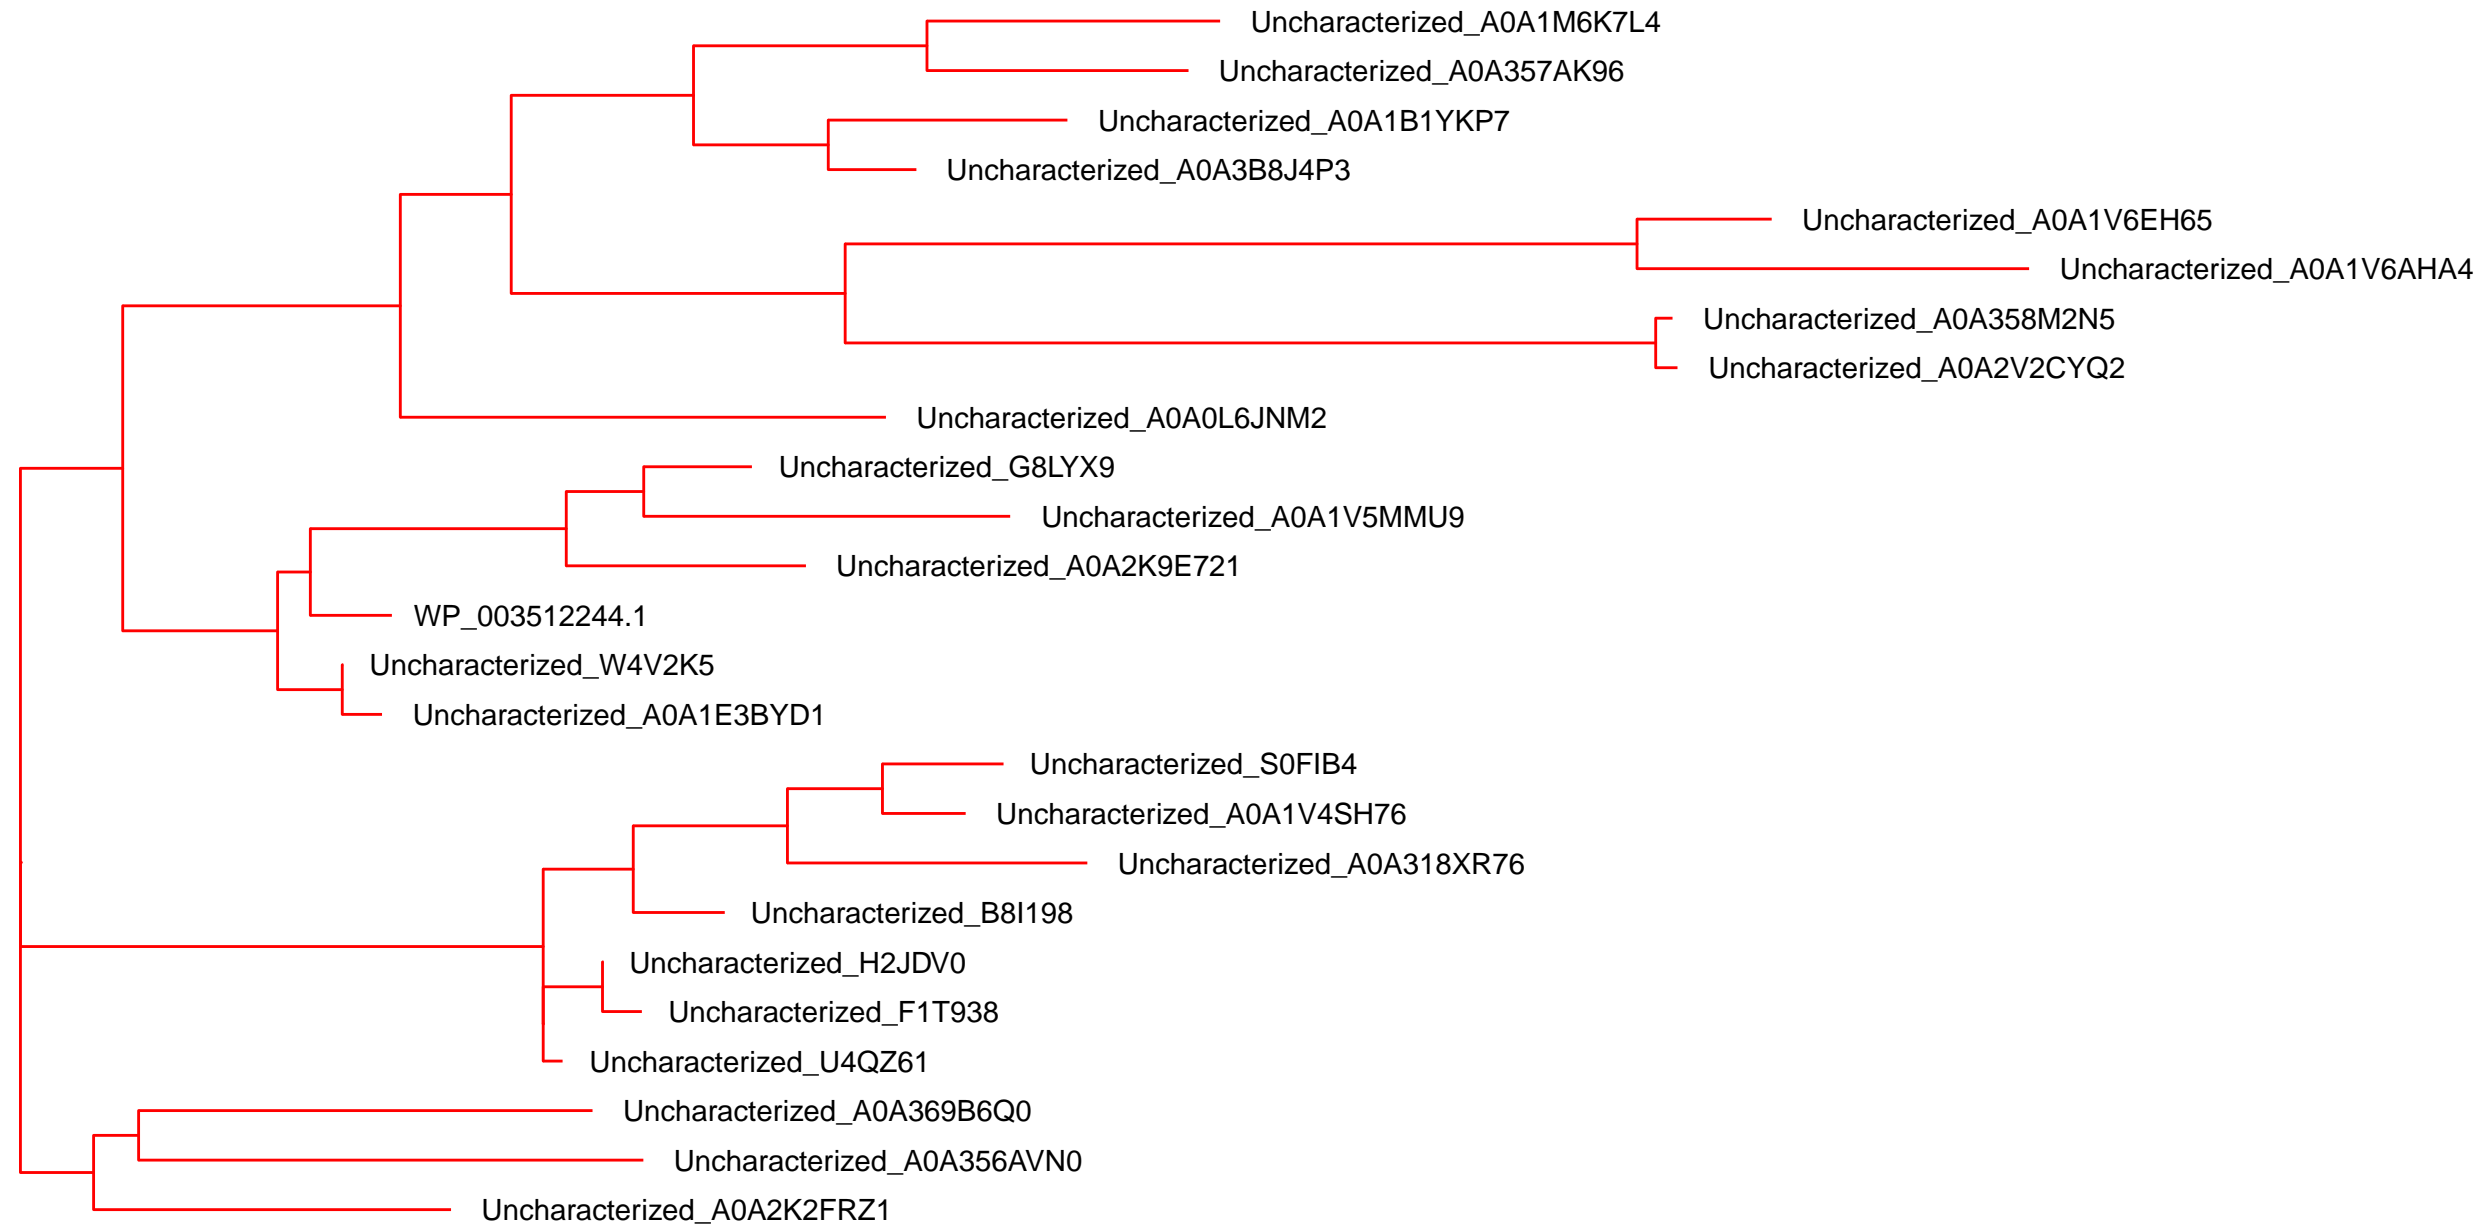 Uncharacterized_A0A1M6K7L4
Uncharacterized_A0A357AK96
Uncharacterized_A0A1B1YKP7
Uncharacterized_A0A3B8J4P3
Uncharacterized_A0A1V6EH65
Uncharacterized_A0A1V6AHA4
Uncharacterized_A0A358M2N5
Uncharacterized_A0A2V2CYQ2
Uncharacterized_A0A0L6JNM2
Uncharacterized_G8LYX9
Uncharacterized_A0A1V5MMU9
Uncharacterized_A0A2K9E721
WP_003512244.1
Uncharacterized_W4V2K5
Uncharacterized_A0A1E3BYD1
Uncharacterized_S0FIB4
Uncharacterized_A0A1V4SH76
Uncharacterized_A0A318XR76
Uncharacterized_B8I198
Uncharacterized_H2JDV0
Uncharacterized_F1T938
Uncharacterized_U4QZ61
Uncharacterized_A0A369B6Q0
Uncharacterized_A0A356AVN0
Uncharacterized_A0A2K2FRZ1